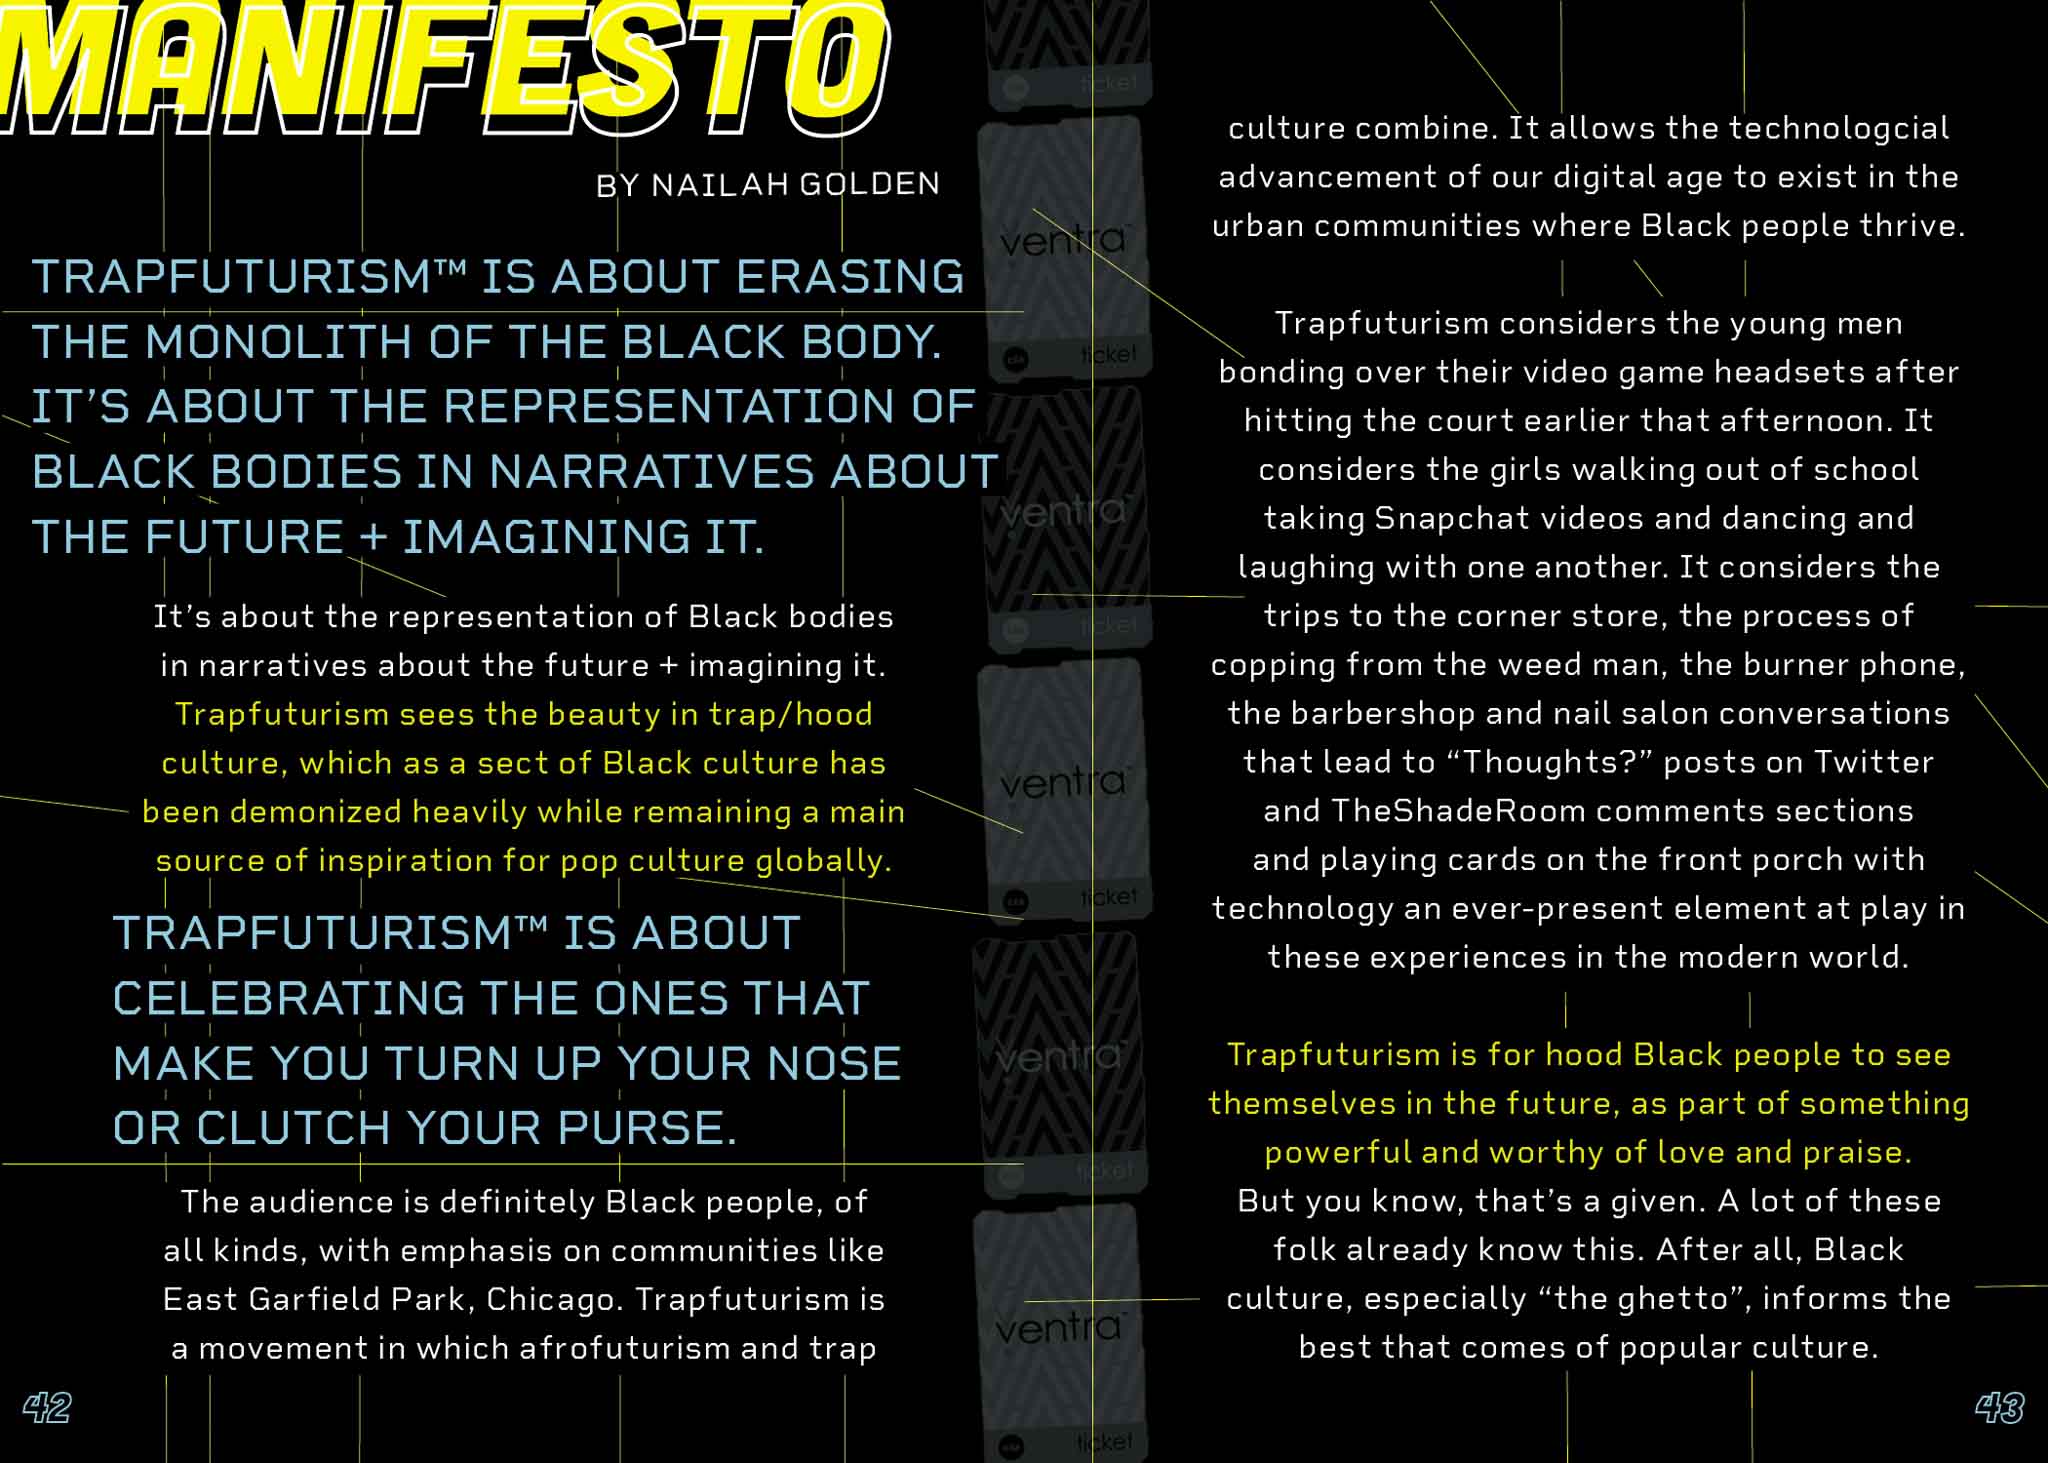 MANIFESTO
BY NAILAH GOLDEN
TRAPFUTURISM™ IS ABOUT ERASING
THE MONOLITH OF THE BLACK BODY.
IT'S ABOUT THE REPRESENTATION OF
BLACK BODIES IN NARRATIVES ABOUT
THE FUTURE + IMAGINING IT.
It's about the representation of Black bodies
in narratives about the future + imagining it.
Trapfuturism sees the beauty in trap/hood
culture, which as a sect of Black culture has
been demonized heavily while remaining a main
source of inspiration for pop culture globally.
TRAPFUTURISM™ IS ABOUT
CELEBRATING THE ONES THAT
MAKE YOU TURN UP YOUR NOSE
OR CLUTCH YOUR PURSE.
The audience is definitely Black people, of
all kinds, with emphasis on communities like
East Garfield Park, Chicago. Trapfuturism is
a movement in which afrofuturism and trap
42
ticket
ventra™
ticket
ventra™
ticket
ventra™
ticket
ventra™
ticket
ventra™
ticket
culture combine. It allows the technologcial
advancement of our digital age to exist in the
urban communities where Black people thrive.
Trapfuturism considers the young men
bonding over their video game headsets after
hitting the court earlier that afternoon. It
considers the girls walking out of school
taking Snapchat videos and dancing and
laughing with one another. It considers the
trips to the corner store, the process of
copping from the weed man, the burner phone,
the barbershop and nail salon conversations
that lead to “Thoughts?” posts on Twitter
and TheShadeRoom comments sections
and playing cards on the front porch with
technology an ever-present element at play in
these experiences in the modern world.
Trapfuturism is for hood Black people to see
themselves in the future, as part of something
powerful and worthy of love and praise.
But you know, that's a given. A lot of these
folk already know this. After all, Black
culture, especially “the ghetto”, informs the
best that comes of popular culture.
43